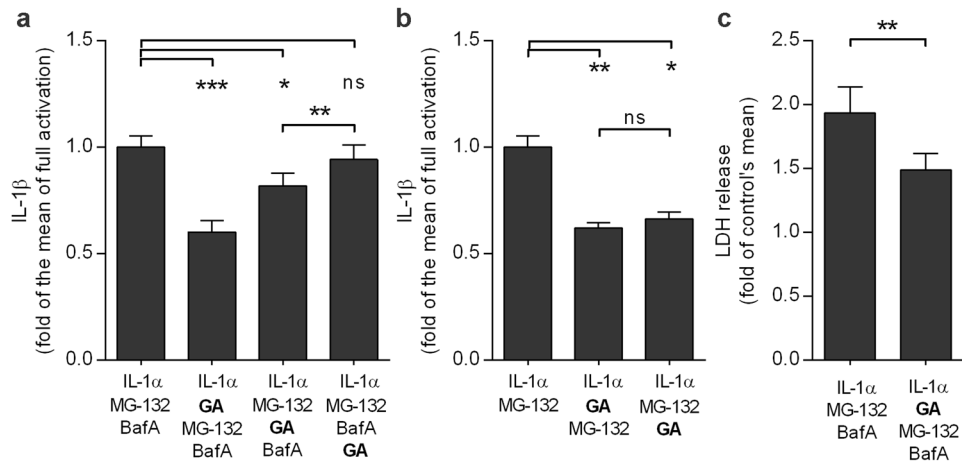 a
IL-1β
(fold of the mean of full activation)
1.5
1.0
0.5
0.0
***
*
ns
**
IL-1α
MG-132
BafA
IL-1α
GA
MG-132
BafA
IL-1α
MG-132
GA
BafA
IL-1α
MG-132
BafA
GA
b
IL-1β
(fold of the mean of full activation)
1.5
1.0
0.5
0.0
**
*
ns
IL-1α
MG-132
IL-1α
GA
MG-132
IL-1α
MG-132
GA
c
LDH release
(fold of control's mean)
2.5
2.0
1.5
1.0
0.5
0.0
**
IL-1α
MG-132
BafA
IL-1α
GA
MG-132
BafA